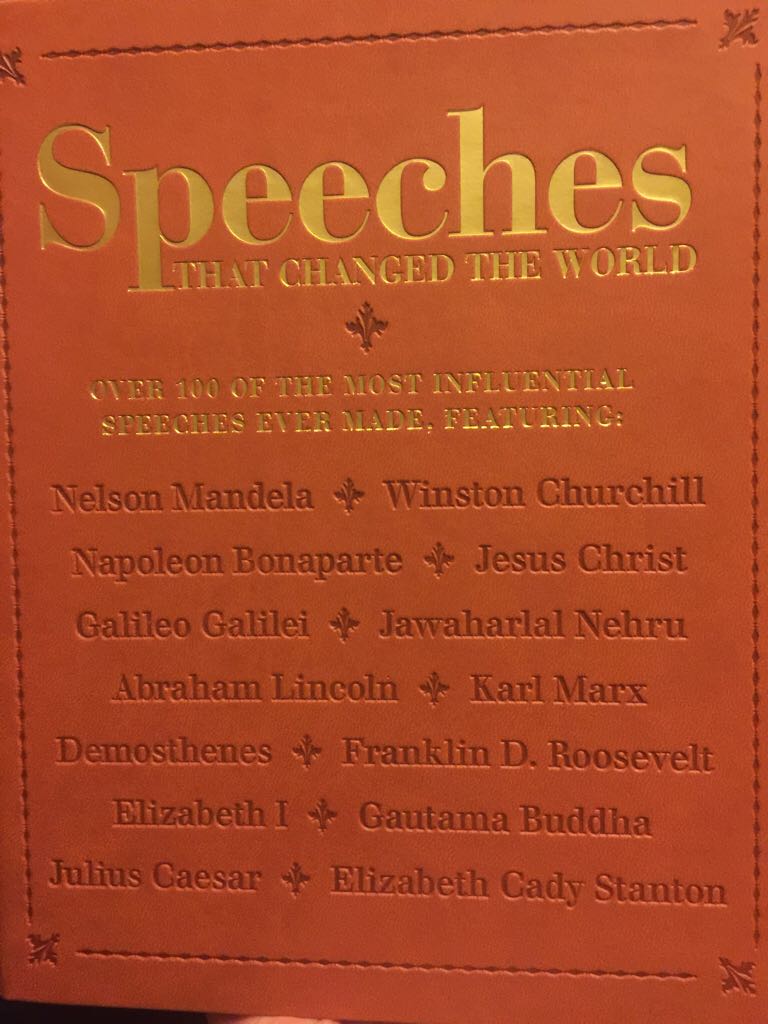 Speeches
THAT CHANGED THE WORLD
OVER 100 OF THE MOST INFLUENTIAL
SPEECHES EVER MADE, FEATURING:
Nelson Mandela Winston Churchill
Napoleon Bonaparte Jesus Christ
Galileo Galilei Jawaharlal Nehru
Abraham Lincoln Karl Marx
Demosthenes Franklin D. Roosevelt
Elizabeth I Gautama Buddha
Julius Caesar Elizabeth Cady Stanton